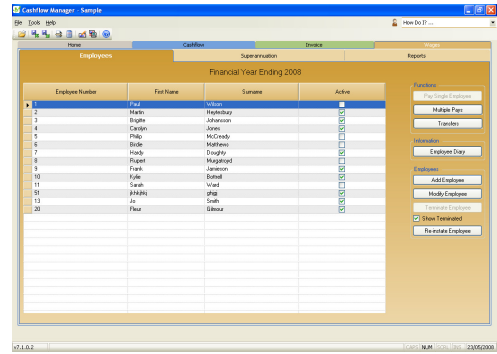 Cashflow Manager - Sample
File Tools Help
How Do I? ...
Home Cashflow Invoice Wages
Employees Superannuation Reports
Financial Year Ending 2008
Employee Number First Name Surname Active
1 Paul Wilson
2 Martin Heytesbury
3 Brigitte Johansson
4 Carolyn Jones
5 Philip McCready
6 Birdie Matthews
7 Hardy Doughty
8 Rupert Murgatroyd
9 Frank Jamieson
10 Kylie Bottrell
11 Sarah Ward
51
13 Jo Smith
20 Fleur Gilmour
Functions
Pay Single Employee
Multiple Pays
Transfers
Information
Employee Diary
Employees
Add Employee
Modify Employee
Terminate Employee
Show Terminated
Re-instate Employee
v7.1.0.2 CAPS NUM SCRL INS 23/05/2008